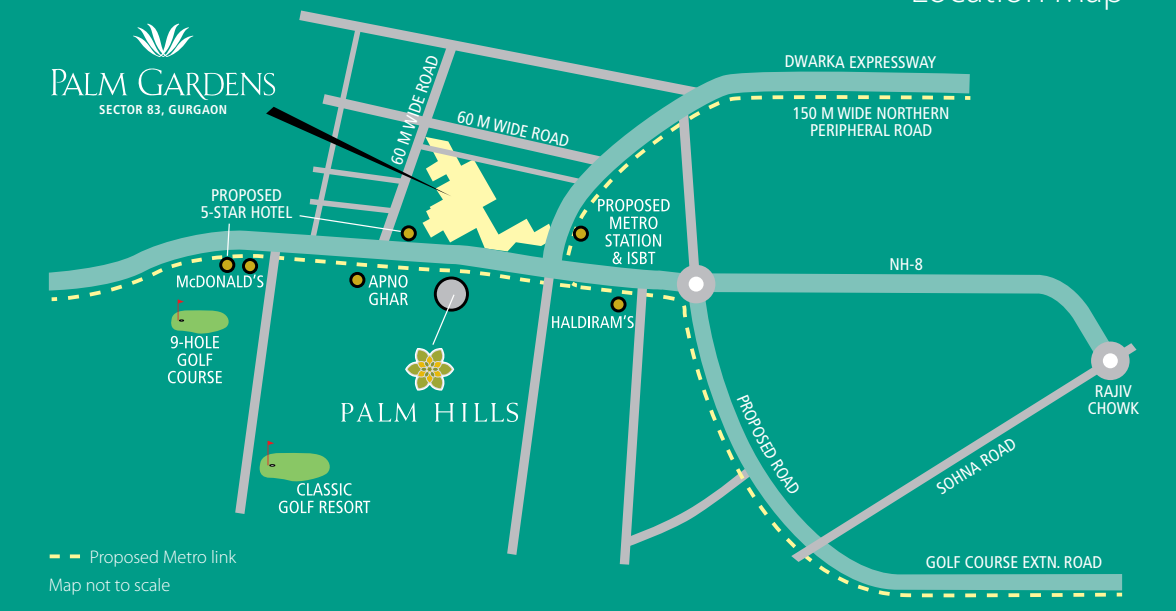 Location Map
PALM GARDENS
SECTOR 83, GURGAON
60 M WIDE ROAD
60 M WIDE ROAD
DWARKA EXPRESSWAY
150 M WIDE NORTHERN
PERIPHERAL ROAD
PROPOSED
5-STAR HOTEL
PROPOSED
METRO
STATION
& ISBT
McDONALD'S
APNO
GHAR
HALDIRAM'S
NH-8
9-HOLE
GOLF
COURSE
PALM HILLS
RAJIV
CHOWK
PROPOSED ROAD
SOHNA ROAD
CLASSIC
GOLF RESORT
Proposed Metro link
Map not to scale
GOLF COURSE EXTN. ROAD